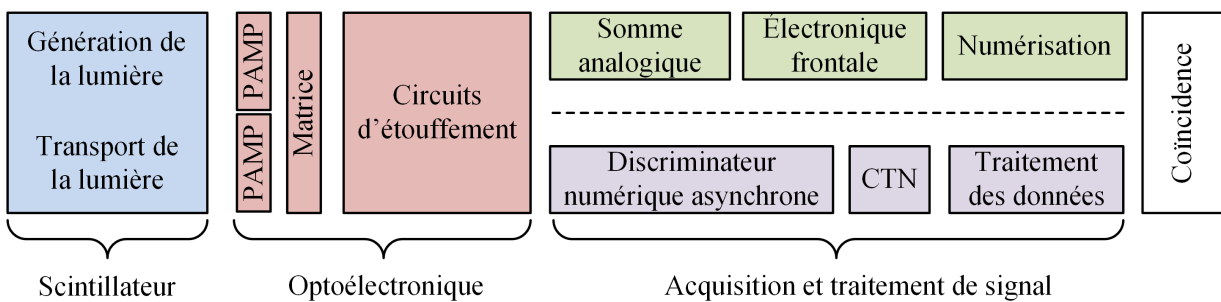 Génération de
la lumière
Transport de
la lumière
PAMP
PAMP
Matrice
Circuits
d’étouffement
Somme
analogique
Électronique
frontale
Numérisation
Discriminateur
numérique asynchrone
CTN
Traitement
des données
Coïncidence
Scintillateur
Optoélectronique
Acquisition et traitement de signal